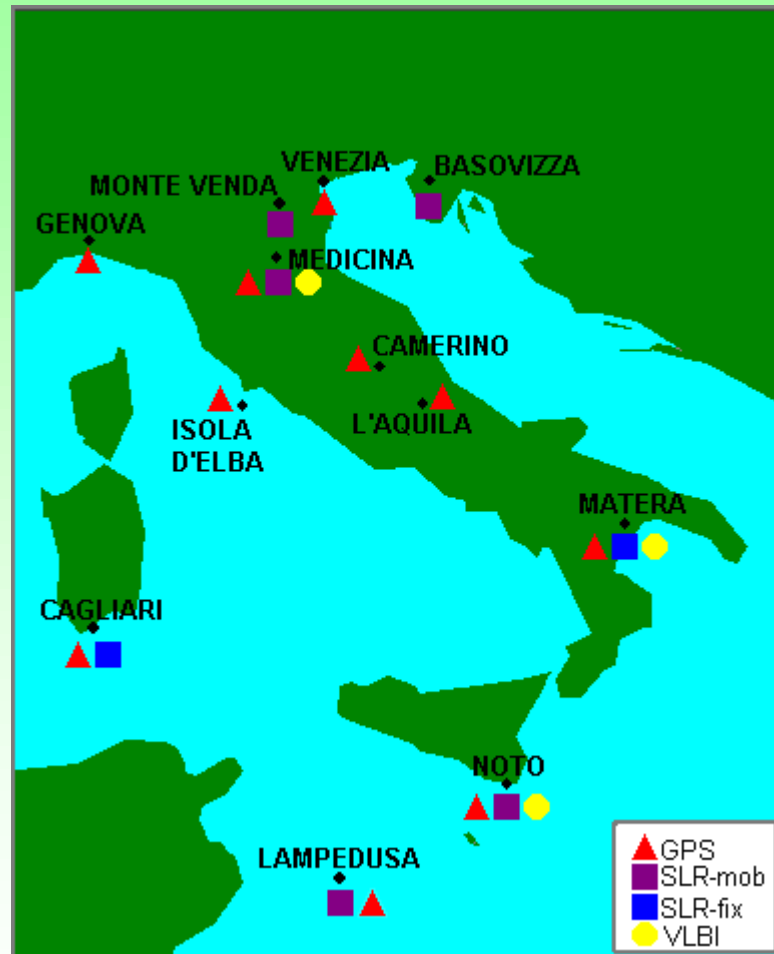 VENEZIA
BASOVIZZA
MONTE VENDA
GENOVA
MEDICINA
CAMERINO
L'AQUILA
ISOLA
D'ELBA
MATERA
CAGLIARI
NOTO
LAMPEDUSA
GPS
SLR-mob
SLR-fix
VLBI